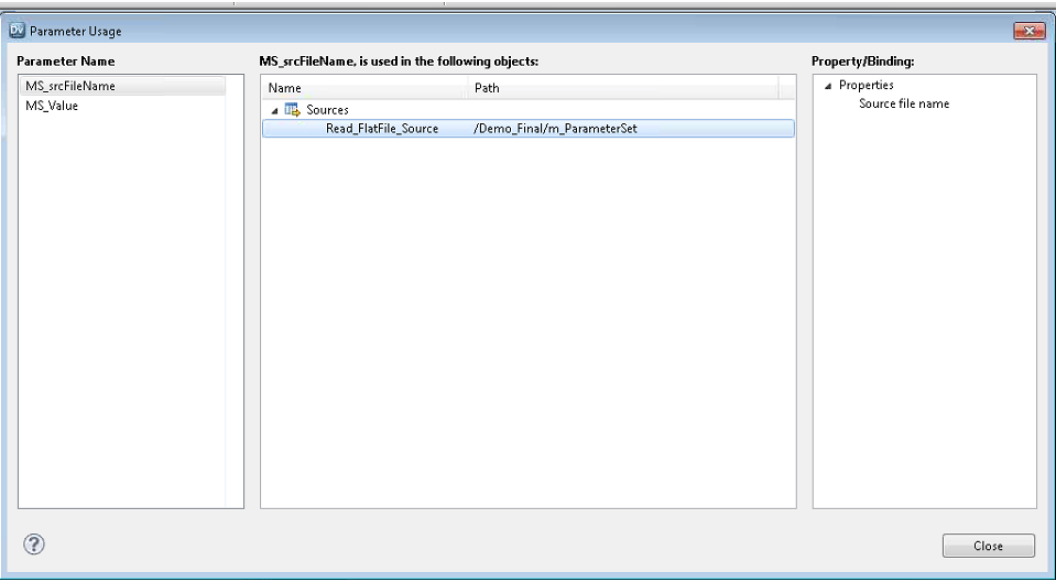 Dv Parameter Usage
Parameter Name
MS_srcFileName
MS_Value
MS_srcFileName, is used in the following objects:
Name Path
Sources
Read_FlatFile_Source /Demo_Final/m_ParameterSet
Property/Binding:
Properties
Source file name
?
Close